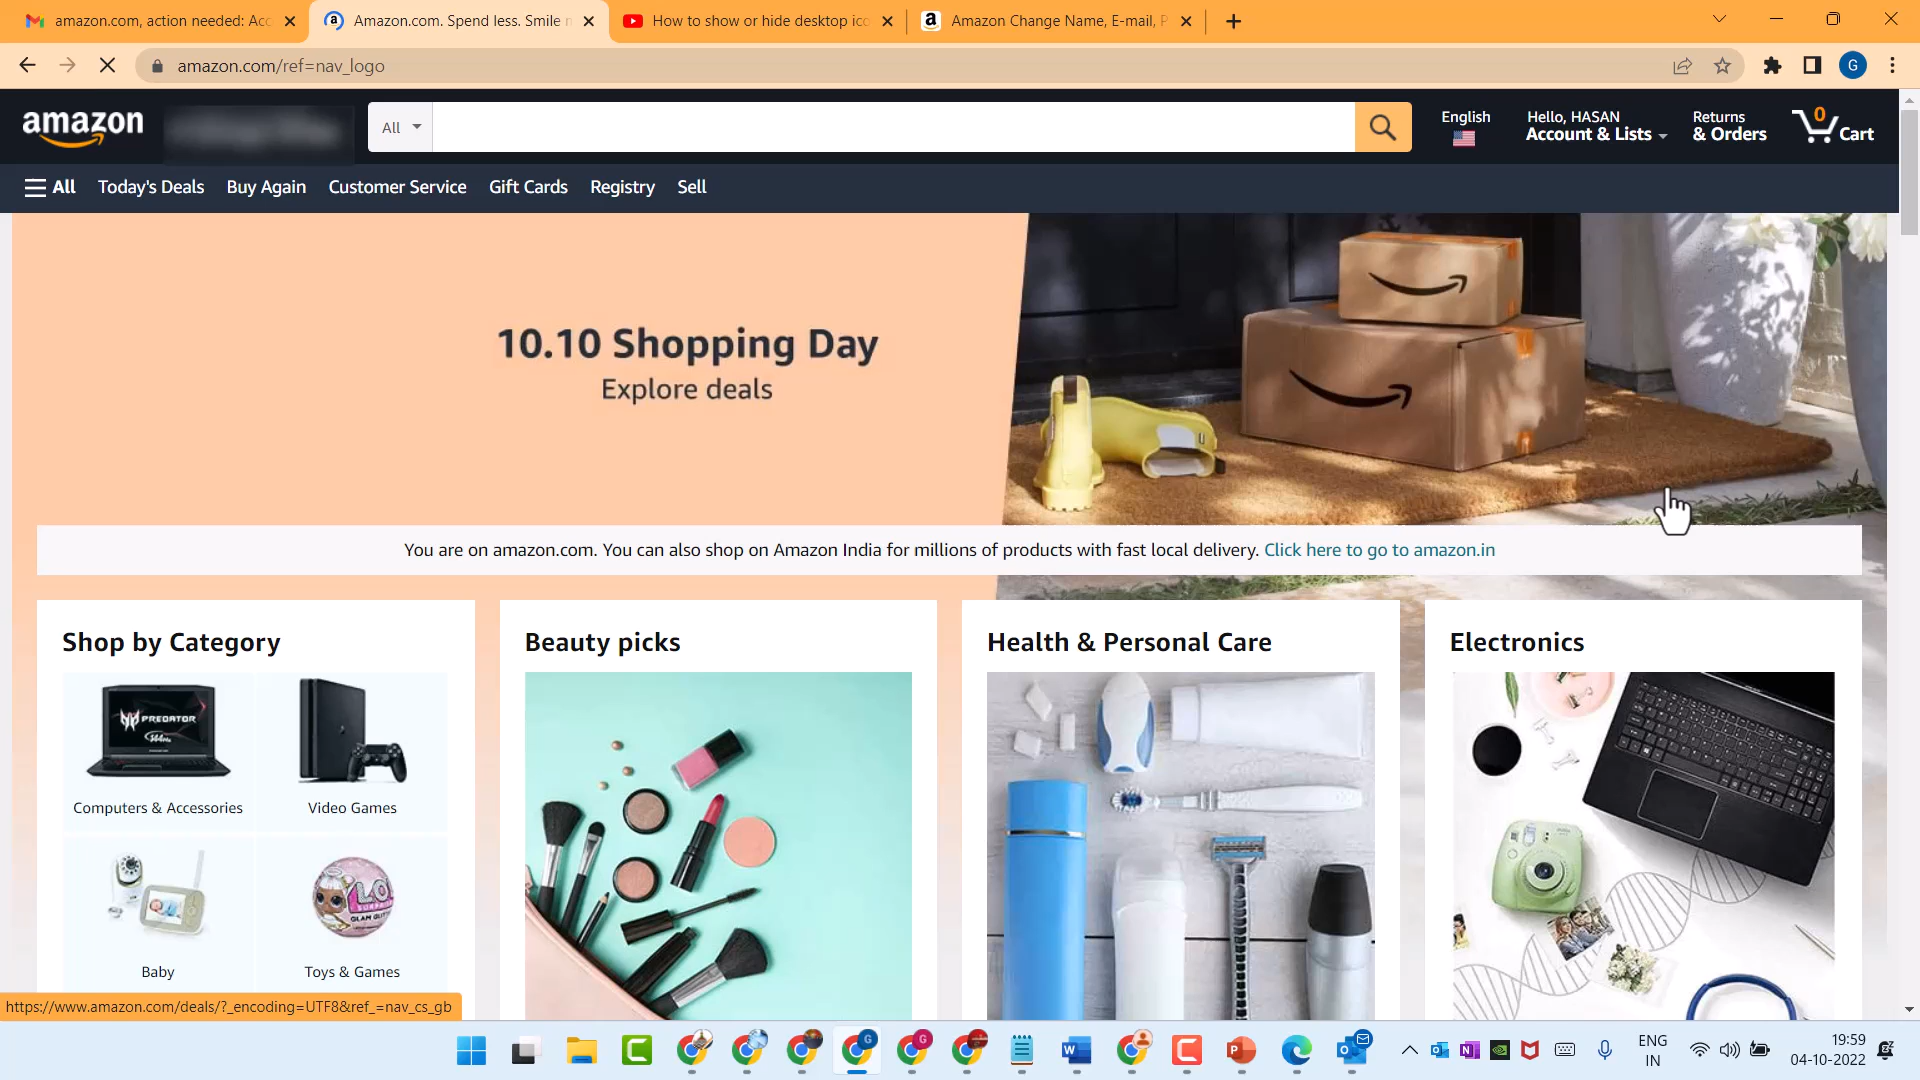 amazon.com, action needed: Acc
Amazon.com. Spend less. Smile m
How to show or hide desktop ico
Amazon Change Name, E-mail, P
amazon.com/ref=nav_logo
G
amazon
All
English
Hello, HASAN
Account & Lists
Returns
& Orders
0
Cart
All
Today's Deals
Buy Again
Customer Service
Gift Cards
Registry
Sell
10.10 Shopping Day
Explore deals
You are on amazon.com. You can also shop on Amazon India for millions of products with fast local delivery. Click here to go to amazon.in
Shop by Category
Beauty picks
Health & Personal Care
Electronics
PREDATOR
Computers & Accessories
Video Games
Baby
Toys & Games
https://www.amazon.com/deals/?_encoding=UTF8&ref_=nav_cs_gb
ENG
IN
19:59
04-10-2022